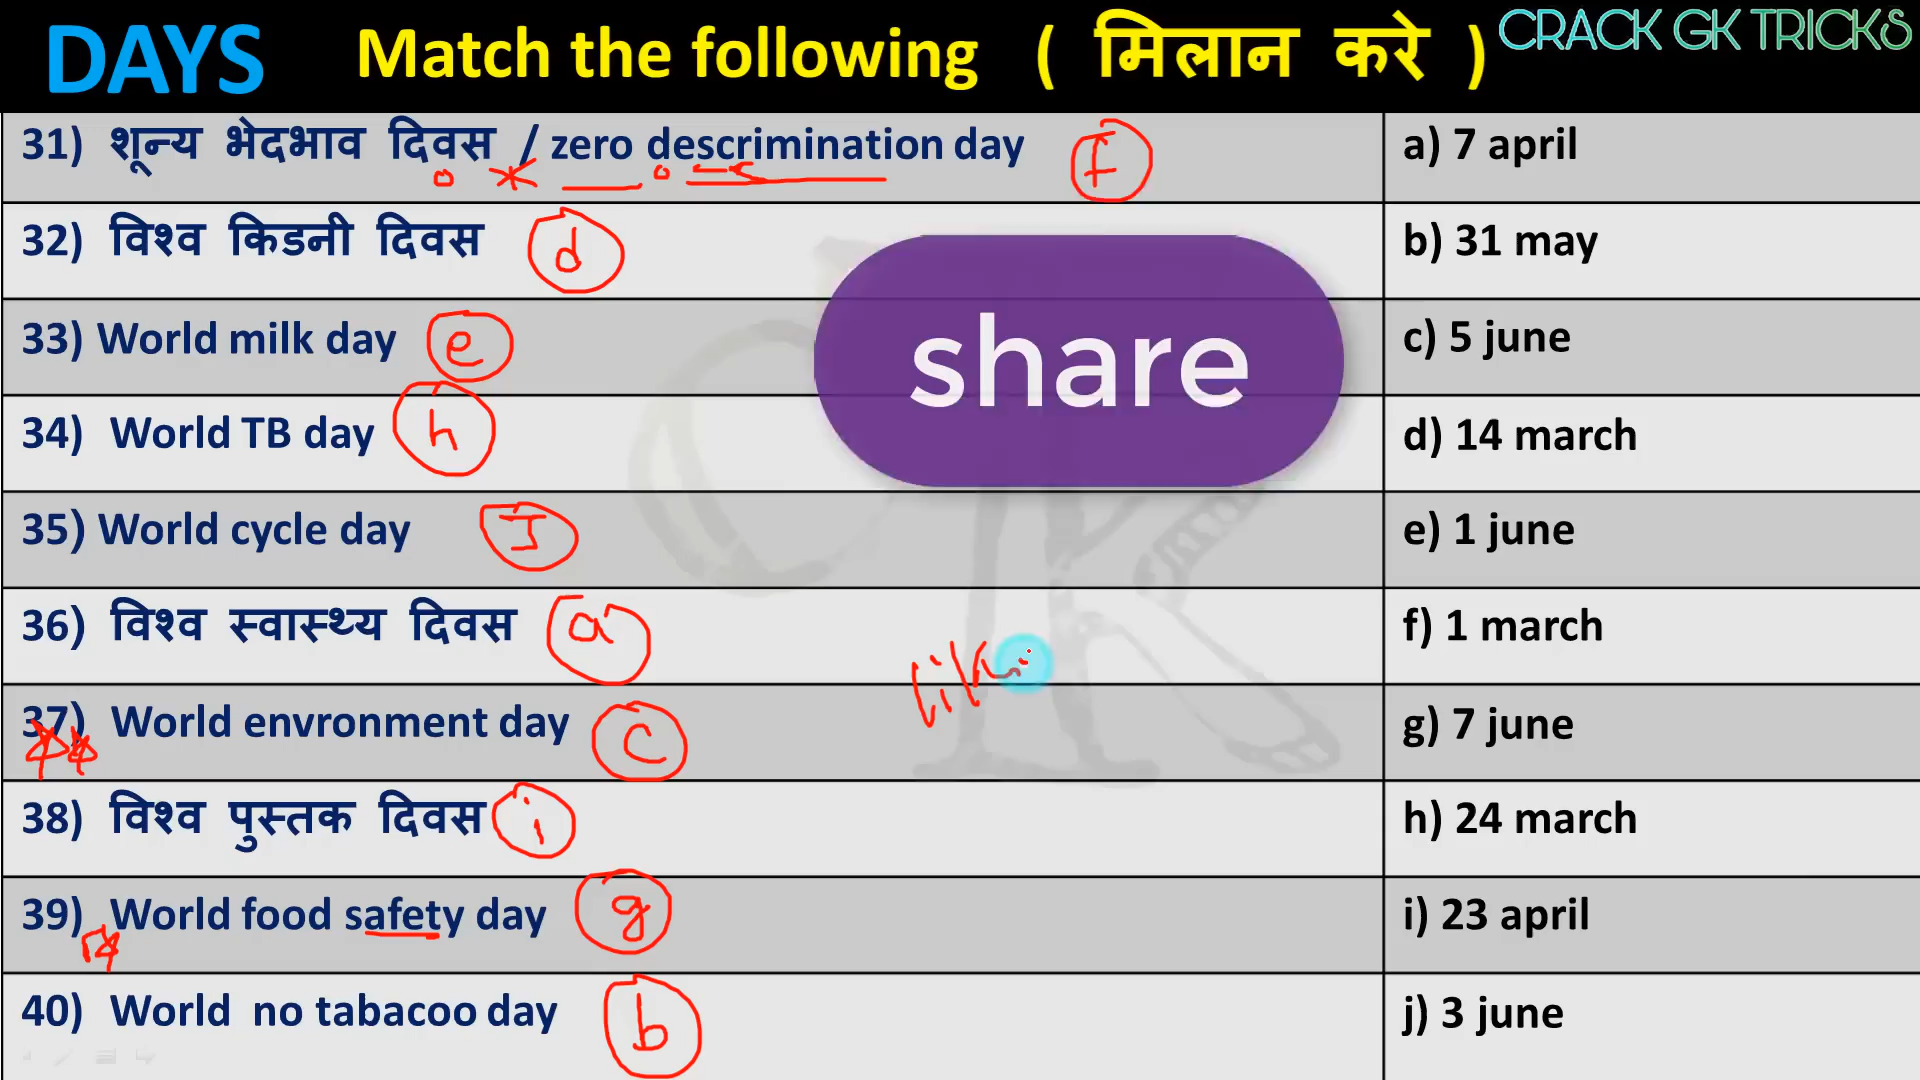 DAYS Match the following ( मिलान करे ) CRACK GK TRICKS
31) शून्य भेदभाव दिवस / zero descrimination day f a) 7 april
32) विश्व किडनी दिवस d b) 31 may
share
33) World milk day e c) 5 june
34) World TB day h d) 14 march
35) World cycle day J e) 1 june
36) विश्व स्वास्थ्य दिवस a f) 1 march
37) World envronment day c g) 7 june
38) विश्व पुस्तक दिवस i h) 24 march
39) World food safety day g i) 23 april
40) World no tabacoo day b j) 3 june